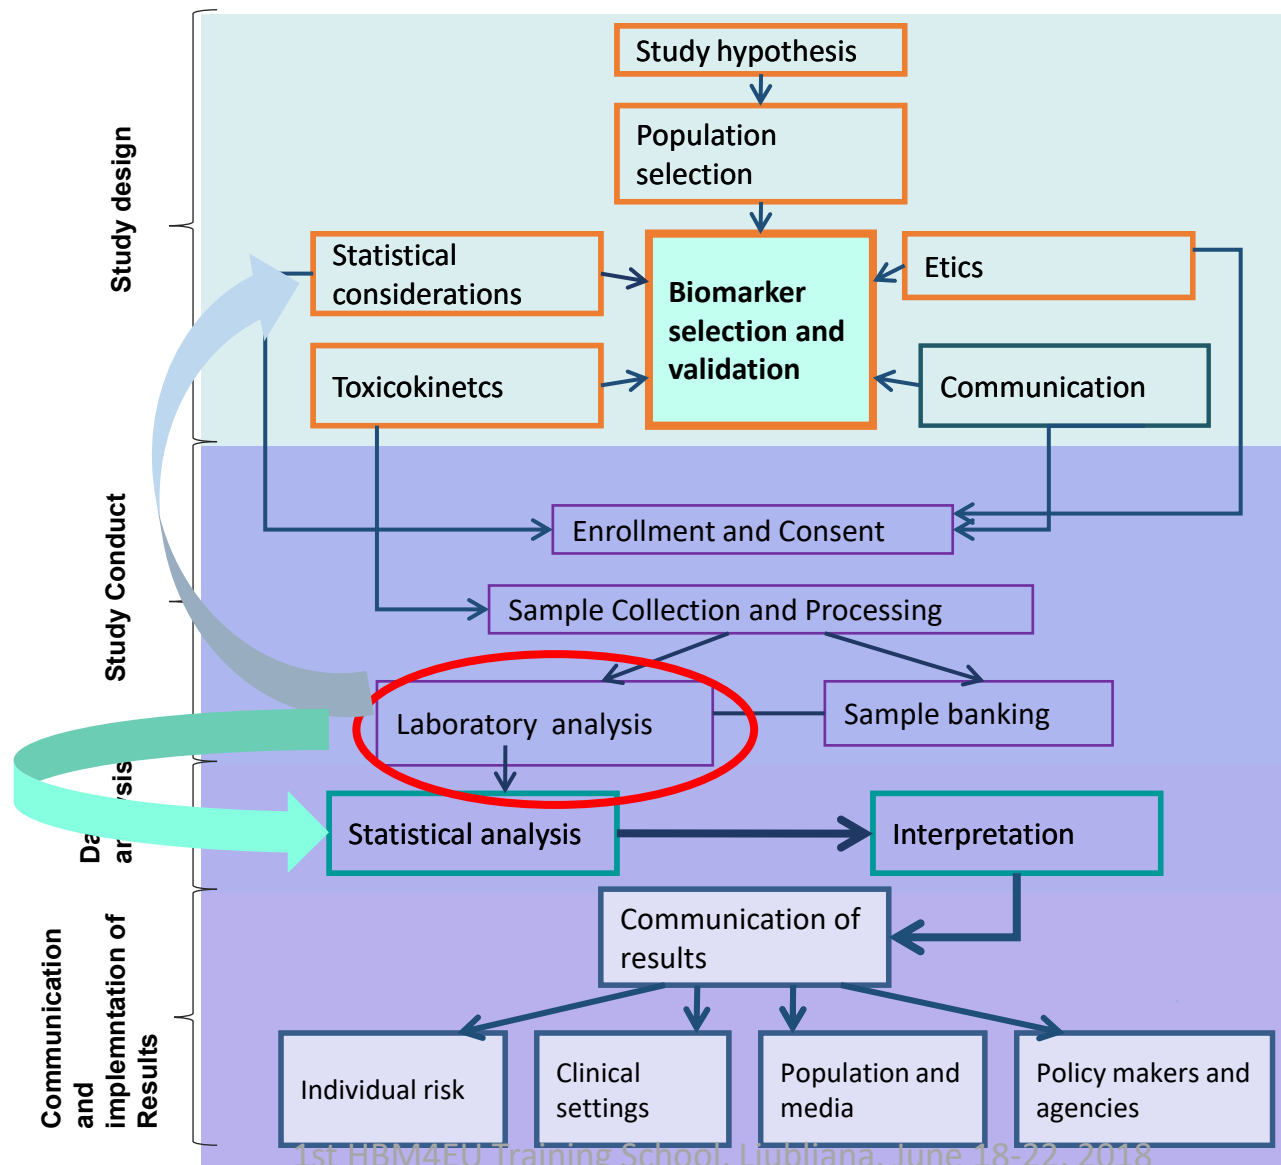 Study hypothesis
Population
selection
Study design
Statistical
considerations
Biomarker
selection and
validation
Etics
Toxicokinetcs
Communication
Study Conduct
Enrollment and Consent
Sample Collection and Processing
Laboratory analysis
Sample banking
Statistical analysis
Interpretation
Communication
and
implemntation of
Results
Communication of
results
Individual risk
Clinical
settings
Population and
media
Policy makers and
agencies
1st HBM4EU Training School, Ljubljana, June 18-22, 2018